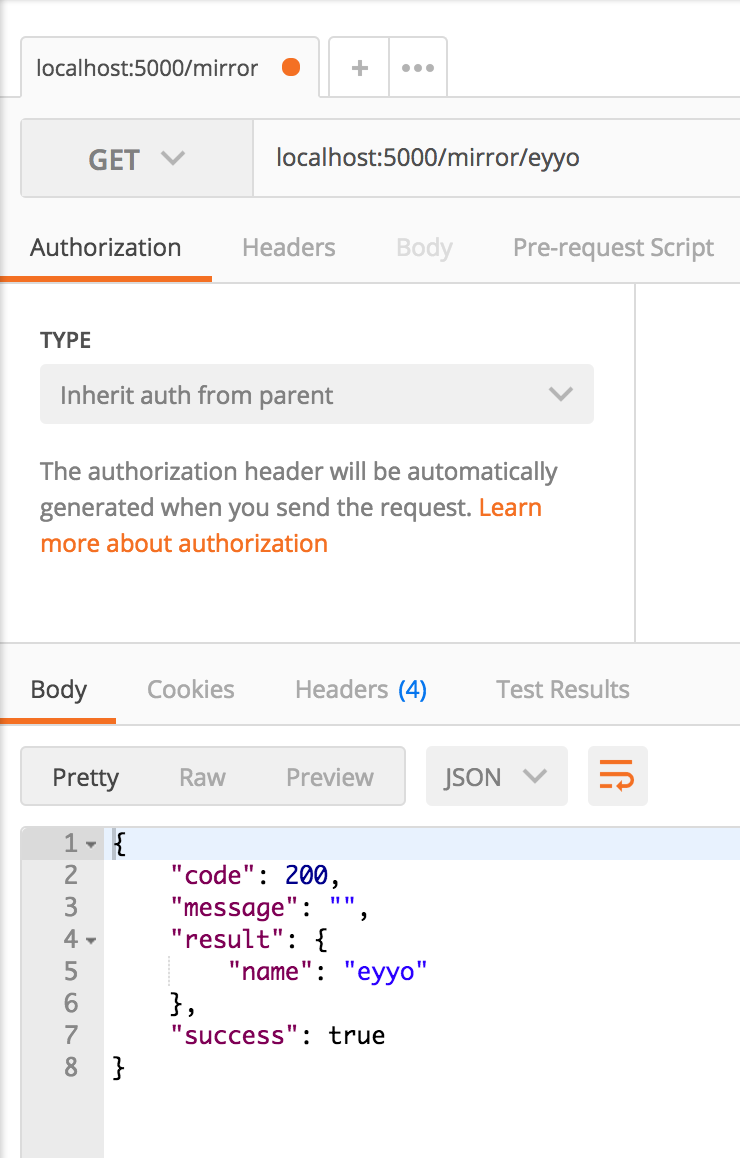 localhost:5000/mirror
GET localhost:5000/mirror/eyyo
Authorization Headers Body Pre-request Script
TYPE
Inherit auth from parent
The authorization header will be automatically
generated when you send the request. Learn
more about authorization
Body Cookies Headers (4) Test Results
Pretty Raw Preview JSON
1 {
2 "code": 200,
3 "message": "",
4 "result": {
5 "name": "eyyo"
6 },
7 "success": true
8 }